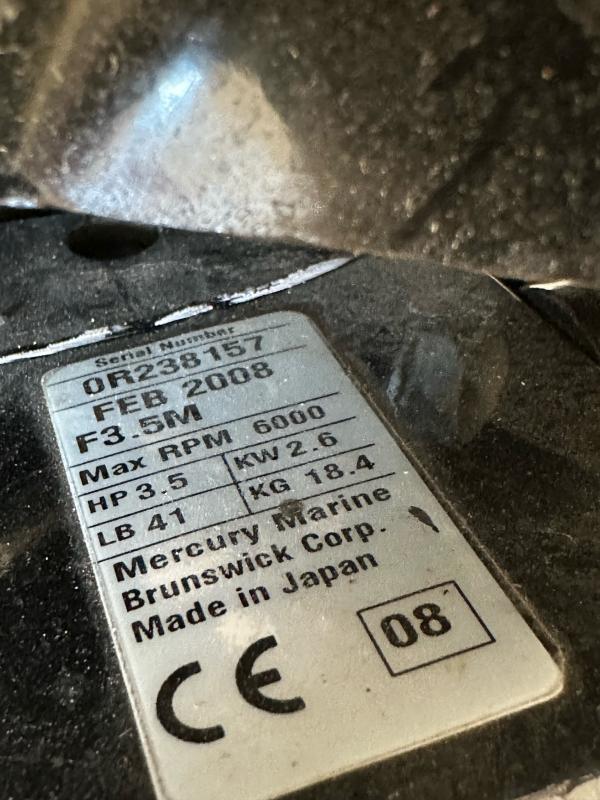 Serial Number
0R238157
FEB 2008
F3.5M
Max RPM 6000
HP 3.5 KW 2.6
LB 41 KG 18.4
Mercury Marine
Brunswick Corp.
Made in Japan
CE 08